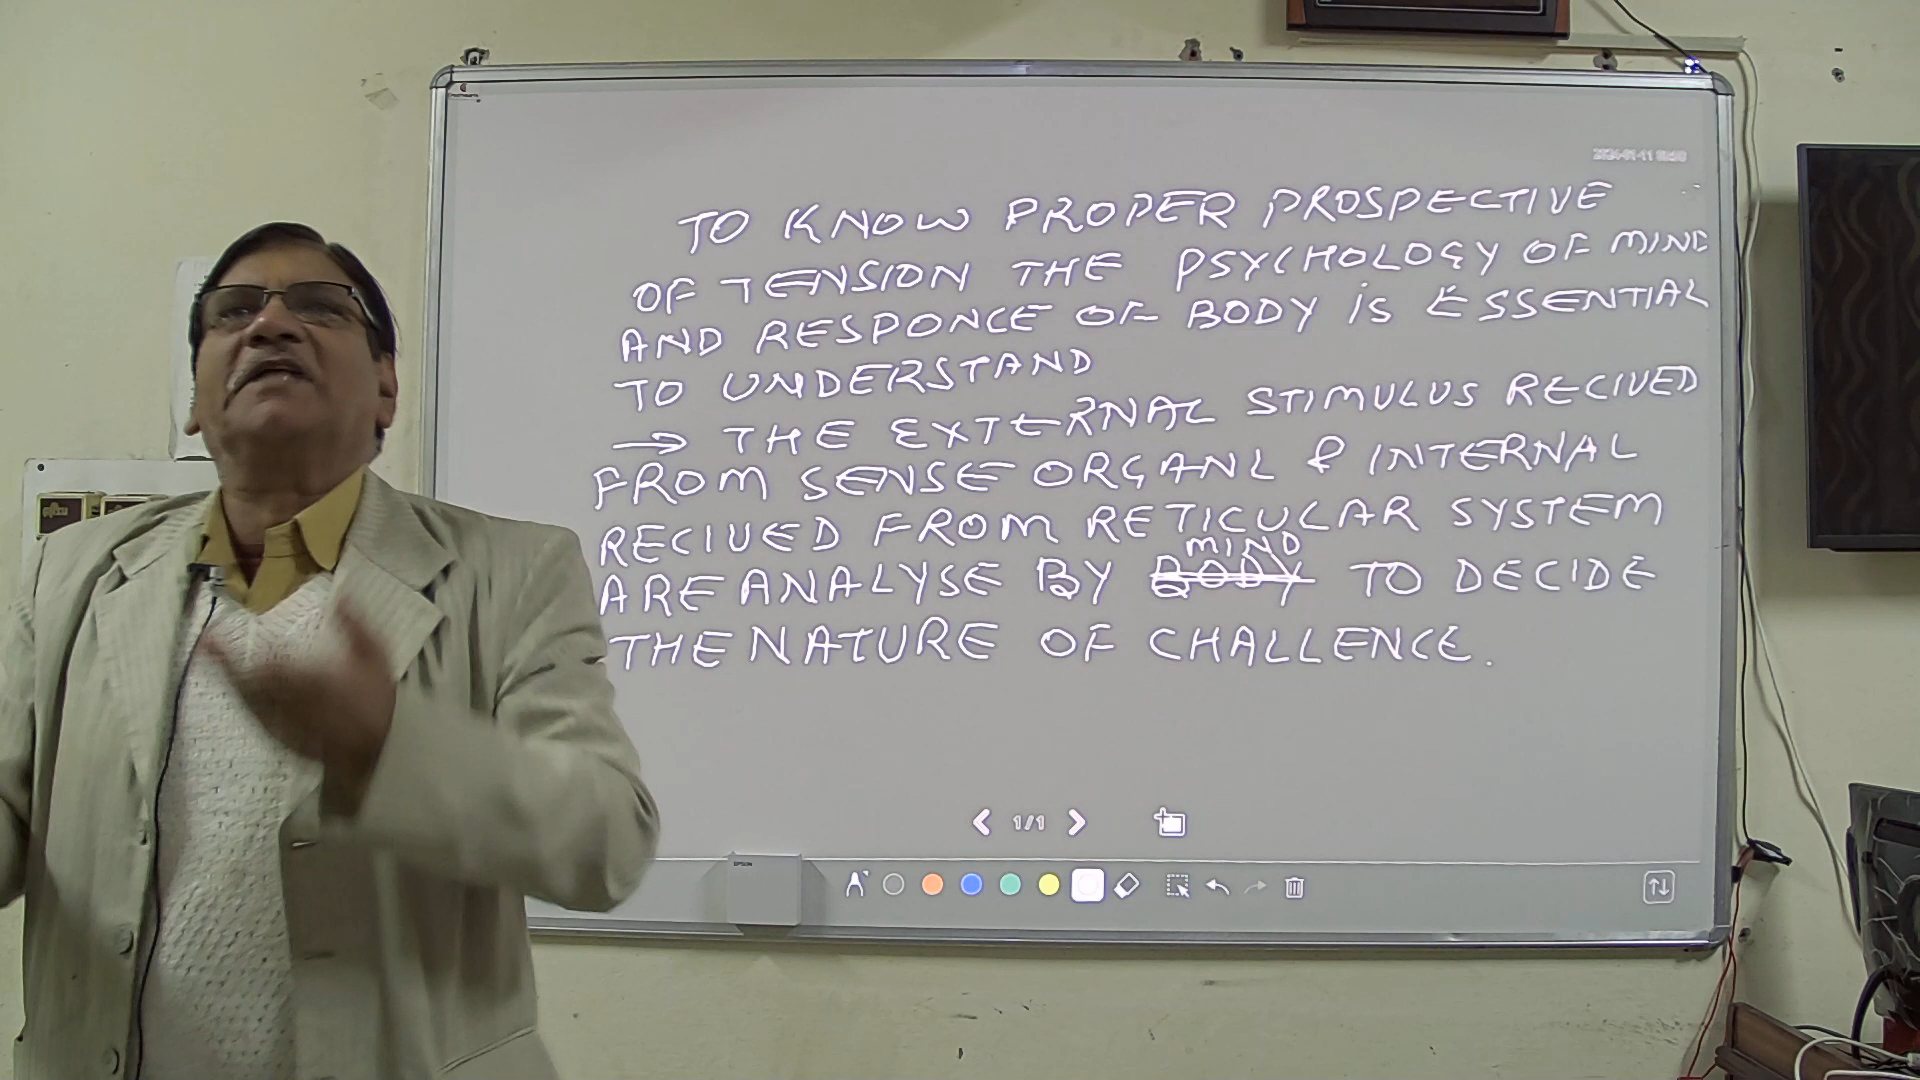 TO KNOW PROPER PROSPECTIVE
OF TENSION THE PSYCHOLOGY OF MIND
AND RESPONCE OF BODY IS ESSENTIAL
TO UNDERSTAND
→ THE EXTERNAL STIMULUS RECIVED
FROM SENSE ORGANL & INTERNAL
RECIVED FROM RETICULAR SYSTEM
MIND
ARE ANALYSE BY BODY TO DECIDE
THE NATURE OF CHALLENCE.
1/1
EPSON